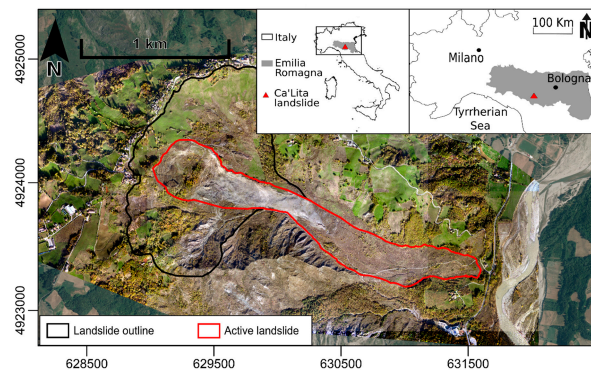 1 km
N
4925000
4924000
4923000
628500
629500
630500
631500
Landslide outline
Active landslide
Italy
Emilia
Romagna
Ca'Lita
landslide
100 Km
N
Milano
Bologna
Tyrrherian
Sea